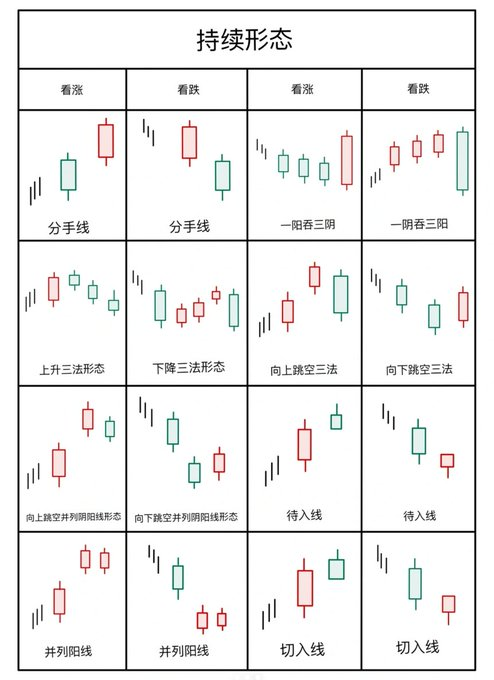 持续形态
看涨
看跌
看涨
看跌
分手线
分手线
一阳吞三阴
一阴吞三阳
上升三法形态
下降三法形态
向上跳空三法
向下跳空三法
向上跳空并列阴阳线形态
向下跳空并列阴阳线形态
待入线
待入线
并列阳线
并列阳线
切入线
切入线